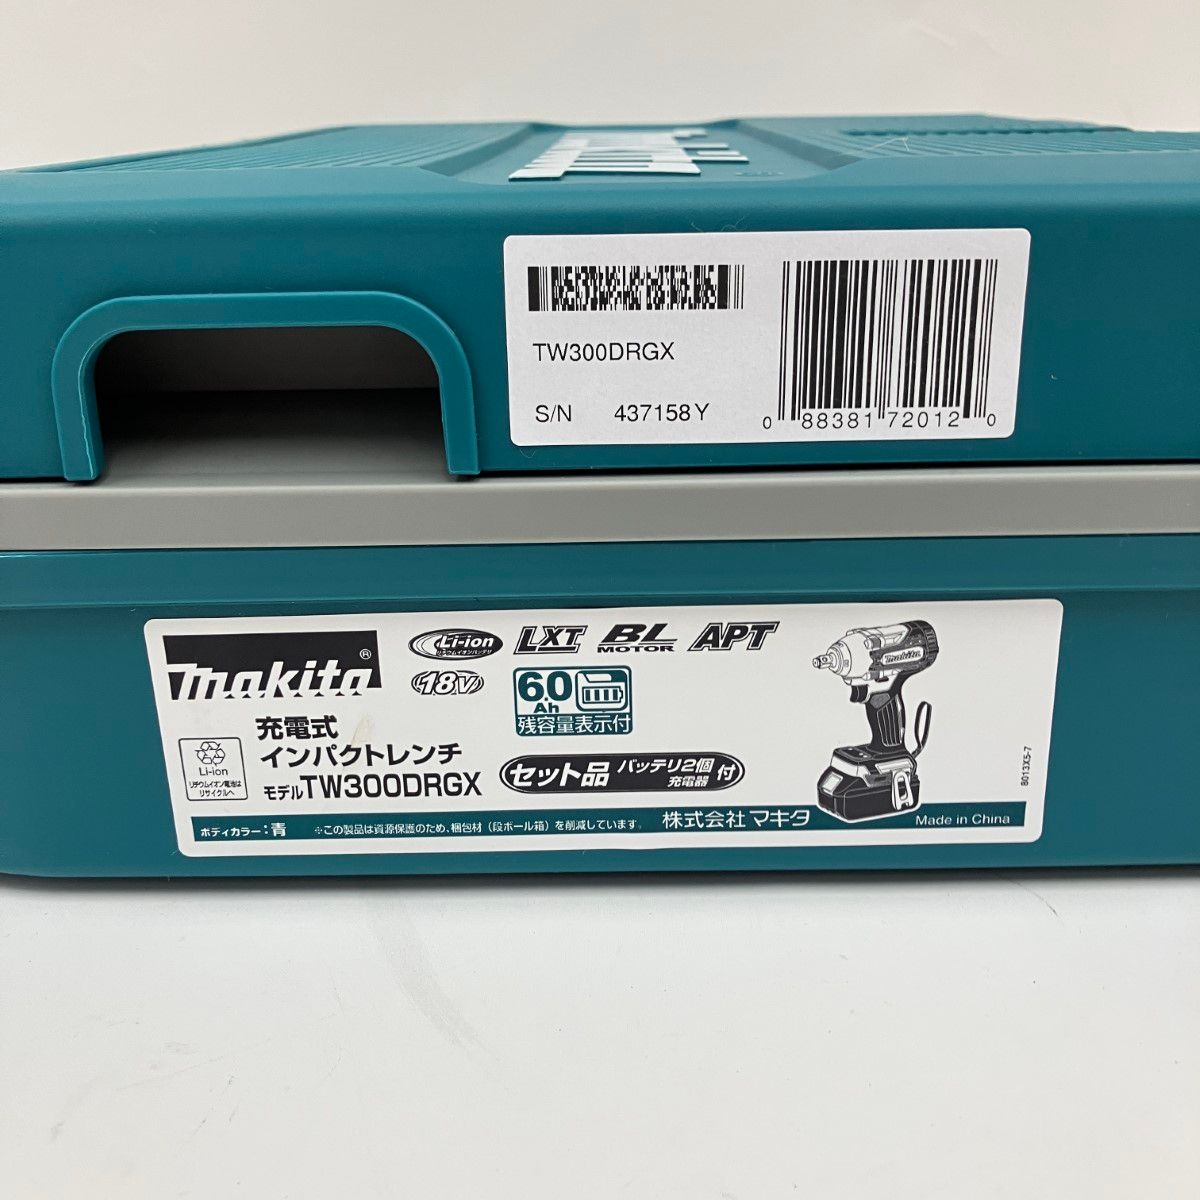 TW300DRGX
S/N 437158Y
0 88381 72012 0
makita®
Li-ion
リチウムイオンバッテリ
LXT
BL
MOTOR
APT
18V
6.0
Ah
残容量表示付
充電式
インパクトレンチ
モデルTW300DRGX
Li-ion
リチウムイオン電池は
リサイクルへ
セット品
バッテリ2個
充電器
付
makita
8013X5-7
ボディカラー:青
※この製品は資源保護のため、梱包材(段ボール箱)を削減しています。
株式会社マキタ
Made in China